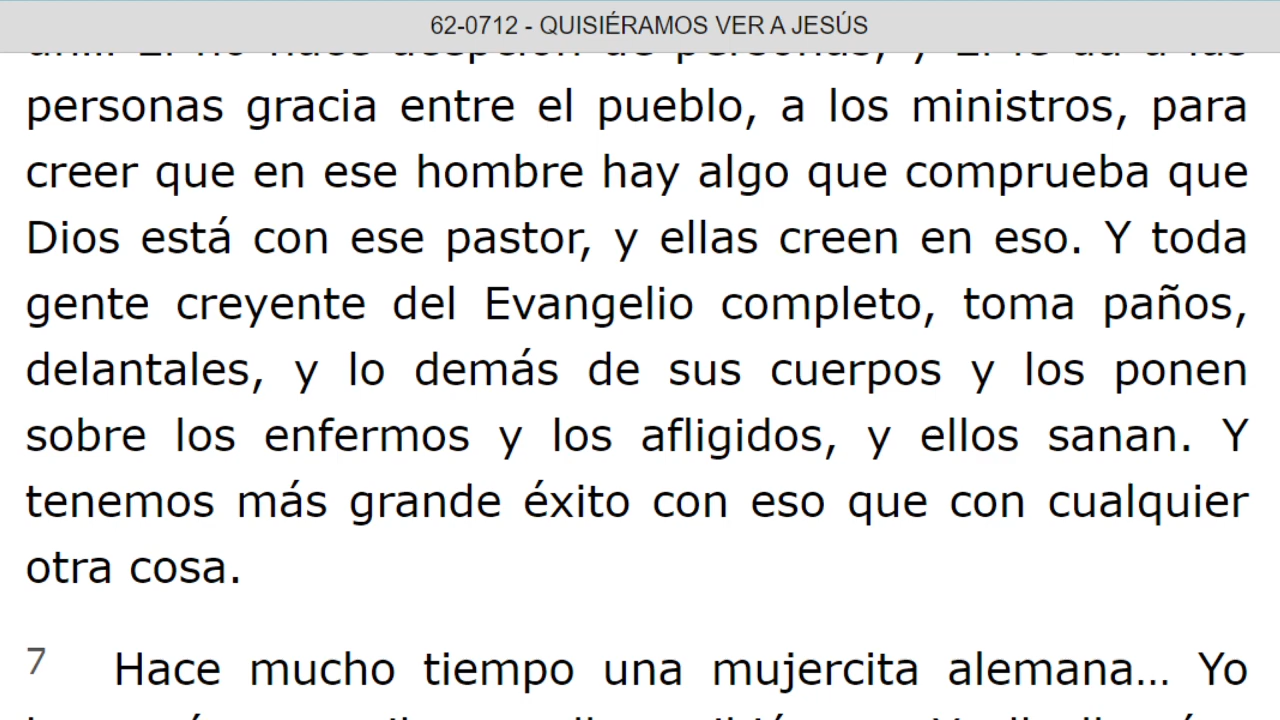 62-0712 - QUISIÉRAMOS VER A JESÚS
personas gracia entre el pueblo, a los ministros, para
creer que en ese hombre hay algo que comprueba que
Dios está con ese pastor, y ellas creen en eso. Y toda
gente creyente del Evangelio completo, toma paños,
delantales, y lo demás de sus cuerpos y los ponen
sobre los enfermos y los afligidos, y ellos sanan. Y
tenemos más grande éxito con eso que con cualquier
otra cosa.
7 Hace mucho tiempo una mujercita alemana... Yo